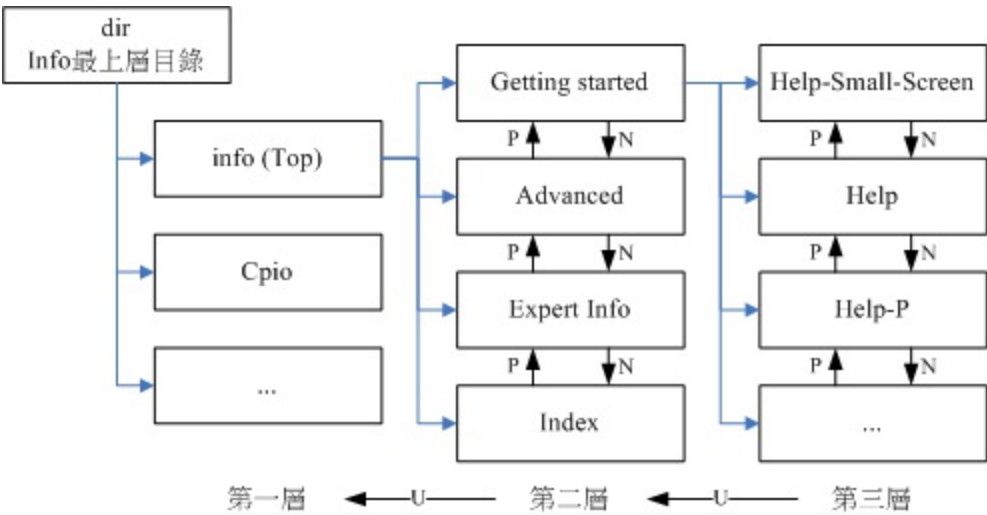 dir
Info最上層目錄
info (Top)
Cpio
...
Getting started
P N
Advanced
P N
Expert Info
P N
Index
Help-Small-Screen
P N
Help
P N
Help-P
P N
...
第一層 U 第二層 U 第三層